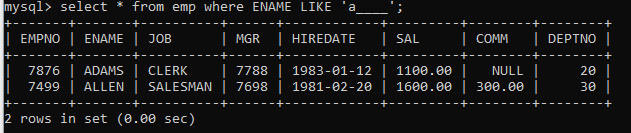 mysql> select * from emp where ENAME LIKE 'a____';
+-------+-------+----------+------+------------+---------+--------+--------+
| EMPNO | ENAME | JOB      | MGR  | HIREDATE   | SAL     | COMM   | DEPTNO |
+-------+-------+----------+------+------------+---------+--------+--------+
|  7876 | ADAMS | CLERK    | 7788 | 1983-01-12 | 1100.00 |   NULL |     20 |
|  7499 | ALLEN | SALESMAN | 7698 | 1981-02-20 | 1600.00 | 300.00 |     30 |
+-------+-------+----------+------+------------+---------+--------+--------+
2 rows in set (0.00 sec)